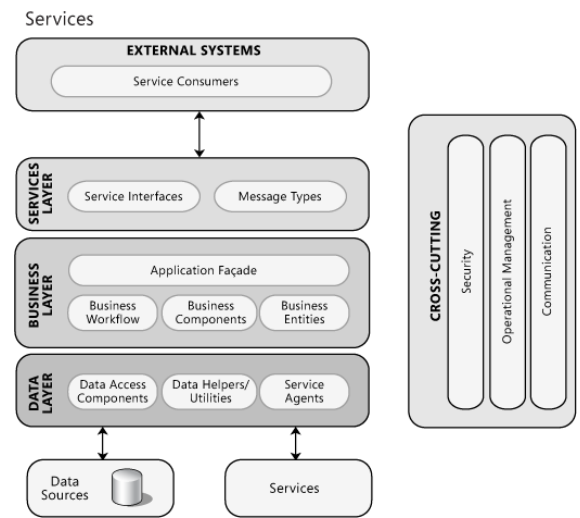 Services
EXTERNAL SYSTEMS
Service Consumers
SERVICES
LAYER
Service Interfaces
Message Types
BUSINESS
LAYER
Application Façade
Business
Workflow
Business
Components
Business
Entities
DATA
LAYER
Data Access
Components
Data Helpers/
Utilities
Service
Agents
Data
Sources
Services
CROSS-CUTTING
Security
Operational Management
Communication